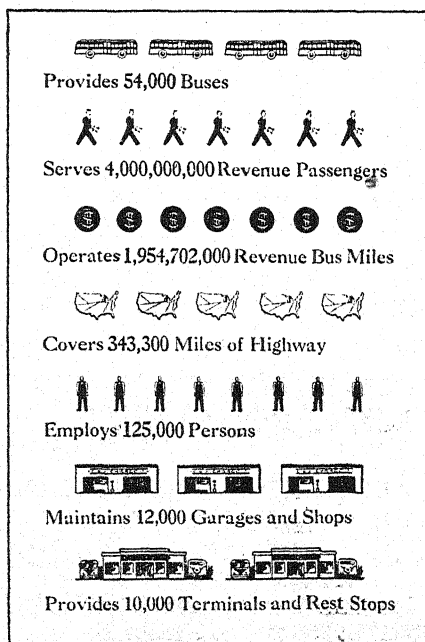 Provides 54,000 Buses
Serves 4,000,000,000 Revenue Passengers
Operates 1,954,702,000 Revenue Bus Miles
Covers 343,300 Miles of Highway
Employs 125,000 Persons
Maintains 12,000 Garages and Shops
Provides 10,000 Terminals and Rest Stops